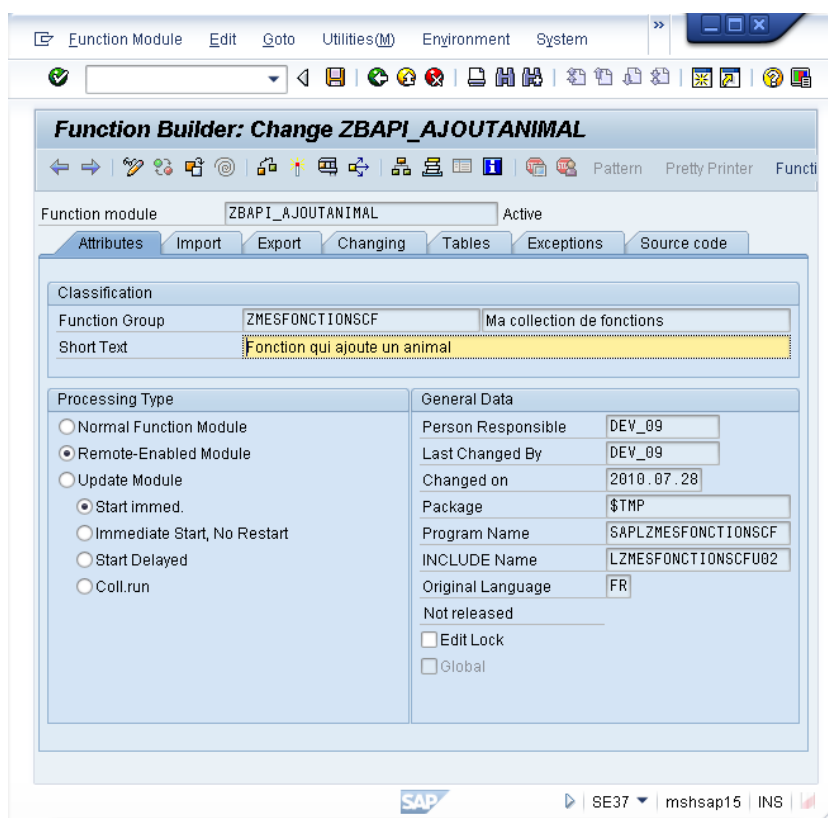 Function Module Edit Goto Utilities(M) Environment System »
Function Builder: Change ZBAPI_AJOUTANIMAL
Pattern Pretty Printer Functi
Function module ZBAPI_AJOUTANIMAL Active
Attributes Import Export Changing Tables Exceptions Source code
Classification
Function Group ZMESFONCTIONSCF Ma collection de fonctions
Short Text Fonction qui ajoute un animal
Processing Type
Normal Function Module
Remote-Enabled Module
Update Module
Start immed.
Immediate Start, No Restart
Start Delayed
Coll.run
General Data
Person Responsible DEV_09
Last Changed By DEV_09
Changed on 2010.07.28
Package $TMP
Program Name SAPLZMESFONCTIONSCF
INCLUDE Name LZMESFONCTIONSCFU02
Original Language FR
Not released
Edit Lock
Global
SAP SE37 mshsap15 INS